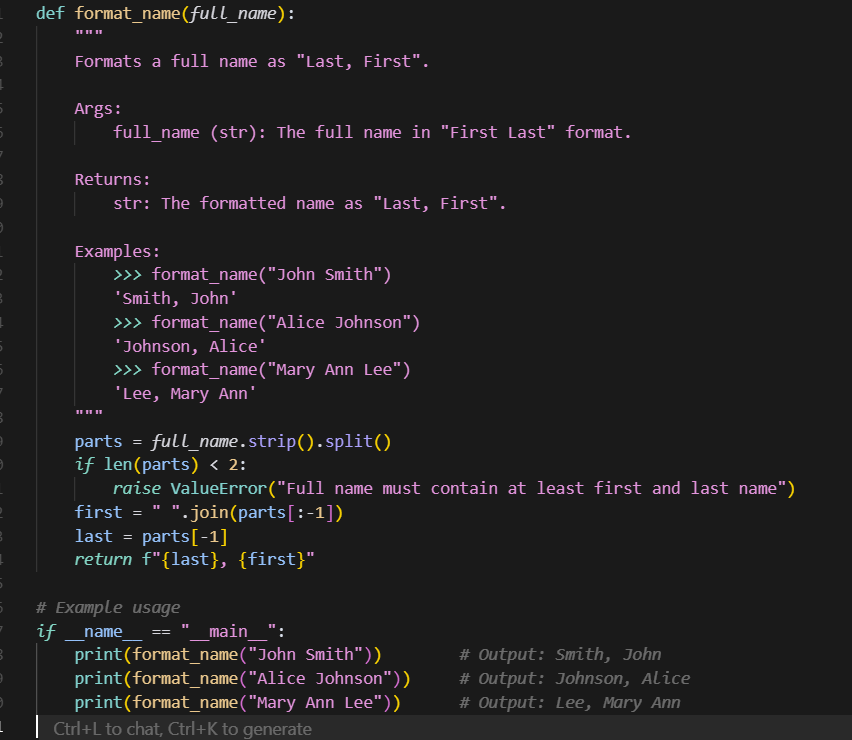 def format_name(full_name):
    """
    Formats a full name as "Last, First".

    Args:
        full_name (str): The full name in "First Last" format.

    Returns:
        str: The formatted name as "Last, First".

    Examples:
        >>> format_name("John Smith")
        'Smith, John'
        >>> format_name("Alice Johnson")
        'Johnson, Alice'
        >>> format_name("Mary Ann Lee")
        'Lee, Mary Ann'
    """
    parts = full_name.strip().split()
    if len(parts) < 2:
        raise ValueError("Full name must contain at least first and last name")
    first = " ".join(parts[:-1])
    last = parts[-1]
    return f"{last}, {first}"

# Example usage
if __name__ == "__main__":
    print(format_name("John Smith"))        # Output: Smith, John
    print(format_name("Alice Johnson"))     # Output: Johnson, Alice
    print(format_name("Mary Ann Lee"))      # Output: Lee, Mary Ann
Ctrl+L to chat, Ctrl+K to generate